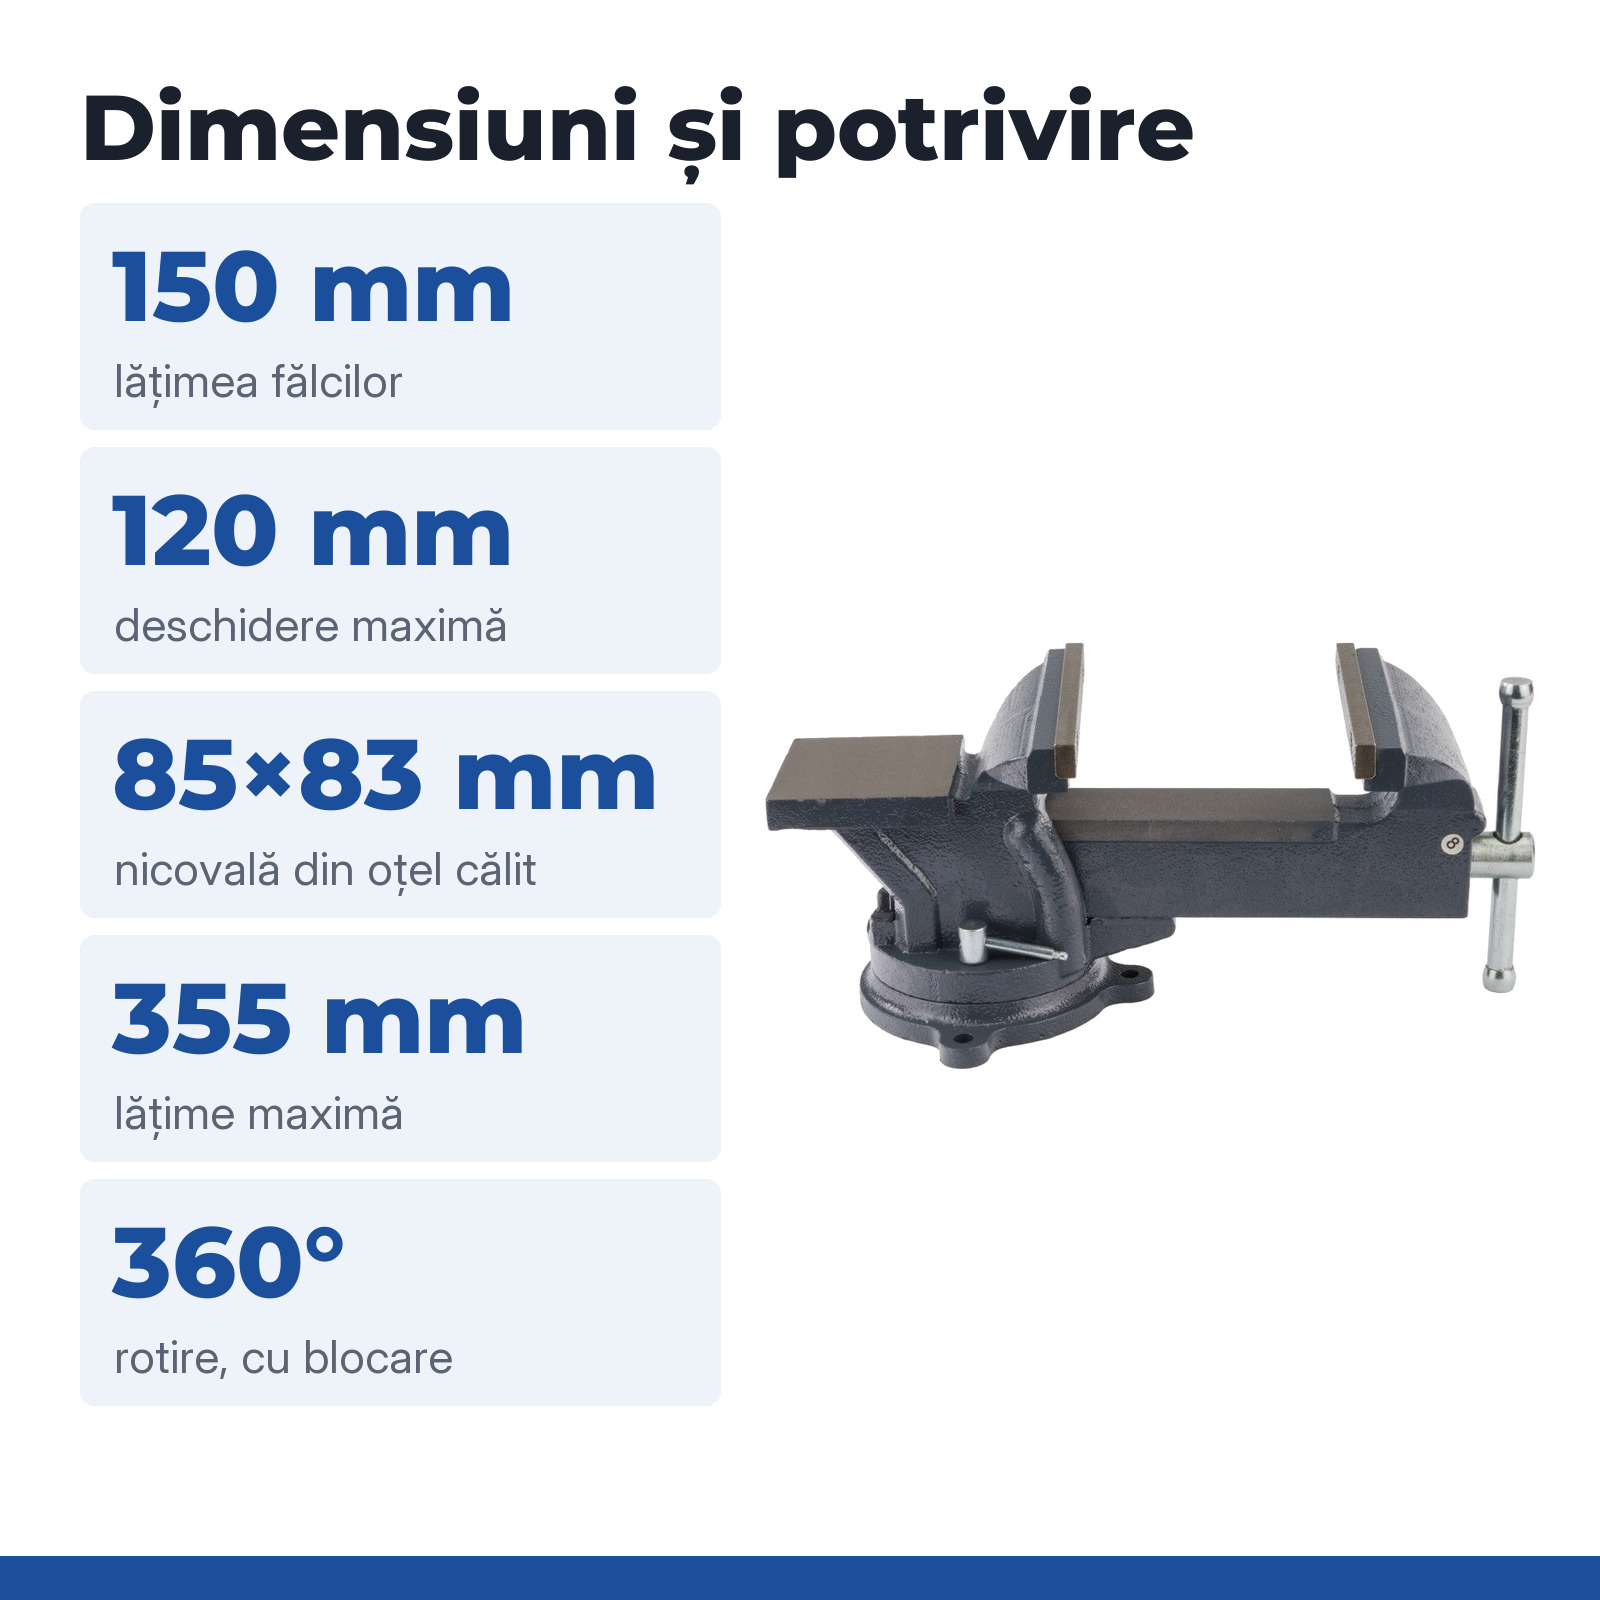 Dimensiuni și potrivire
150 mm
lățimea fălcilor
120 mm
deschidere maximă
85×83 mm
nicovală din oțel călit
355 mm
lățime maximă
360°
rotire, cu blocare
8